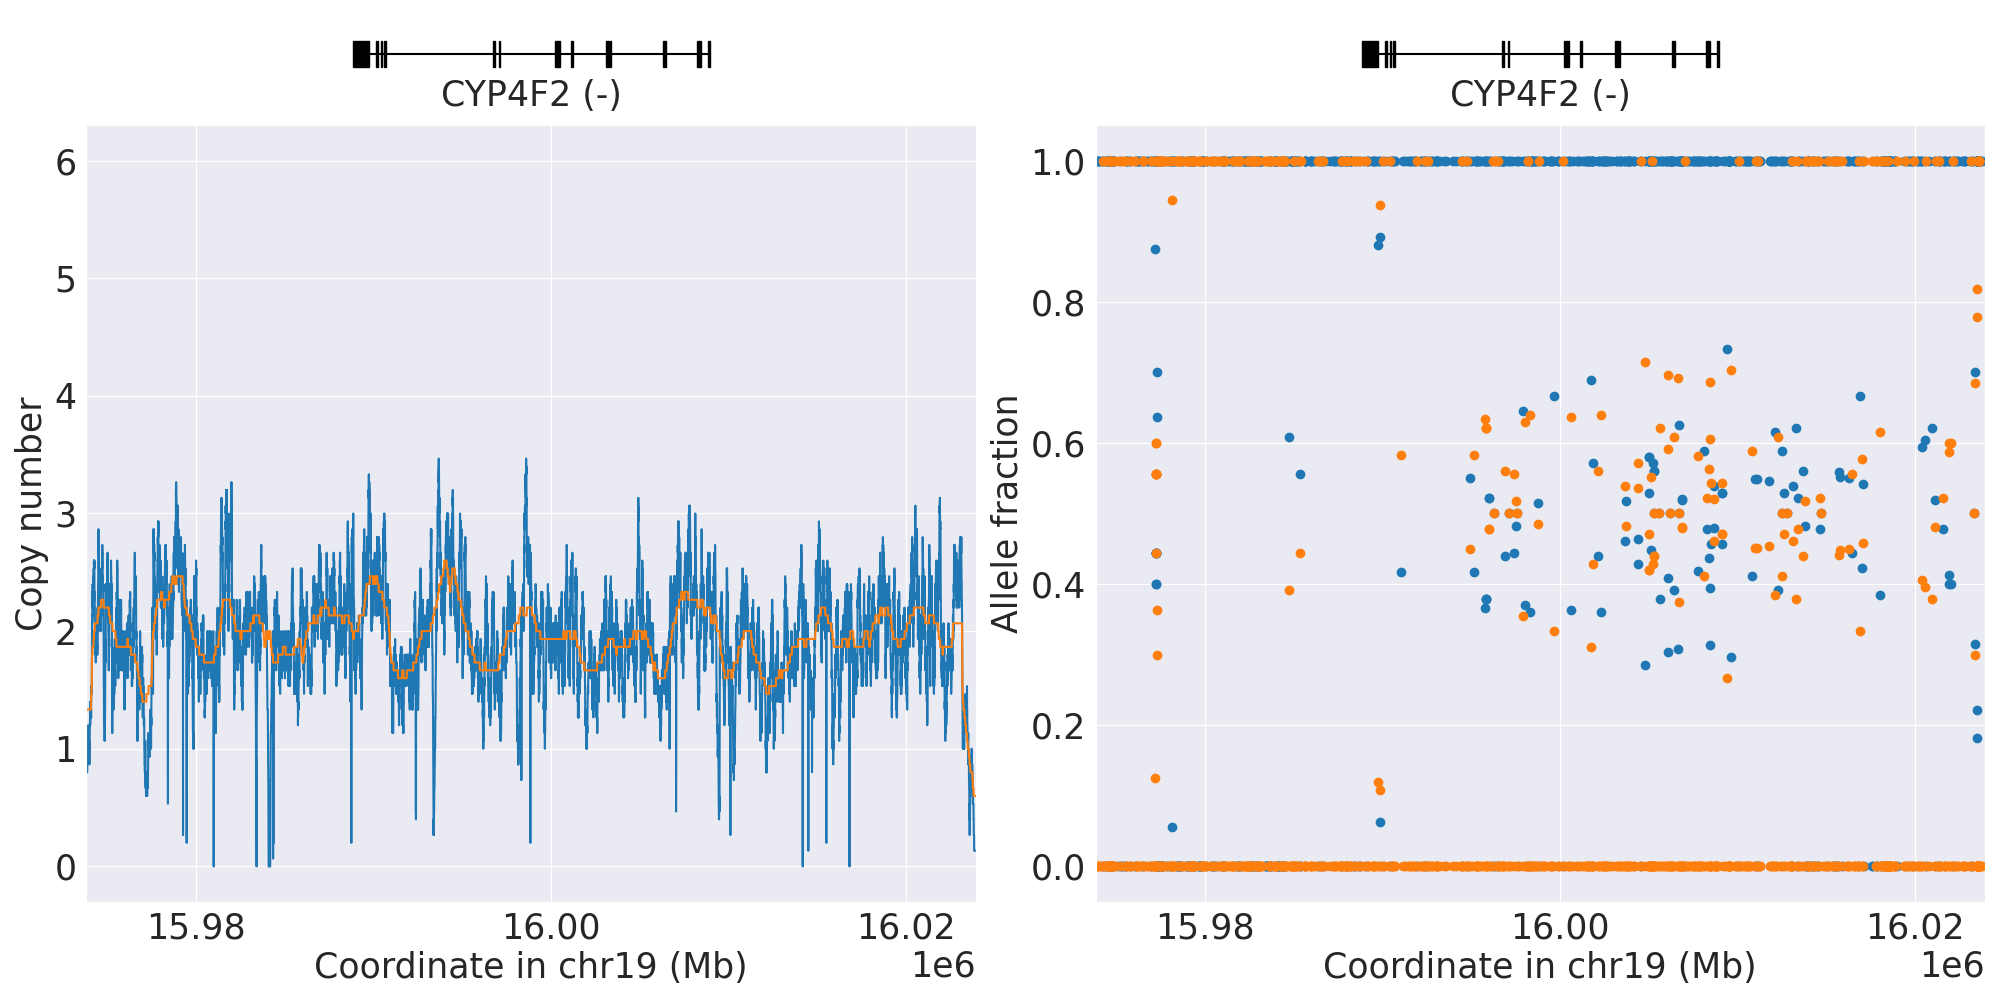 CYP4F2 (-)
CYP4F2 (-)
Copy number
6
5
4
3
2
1
0
15.98
16.00
16.02
Coordinate in chr19 (Mb)
1e6
Allele fraction
1.0
0.8
0.6
0.4
0.2
0.0
15.98
16.00
16.02
Coordinate in chr19 (Mb)
1e6